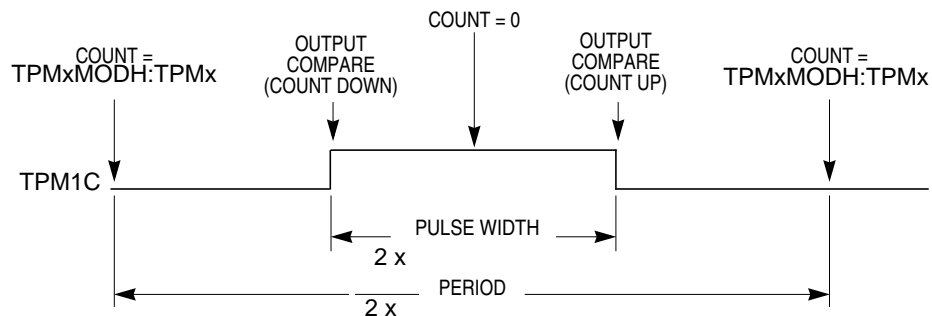 COUNT = 0
COUNT =
TPMxMODH:TPMx
OUTPUT
COMPARE
(COUNT DOWN)
OUTPUT
COMPARE
(COUNT UP)
COUNT =
TPMxMODH:TPMx
TPM1C
PULSE WIDTH
2 x
PERIOD
2 x